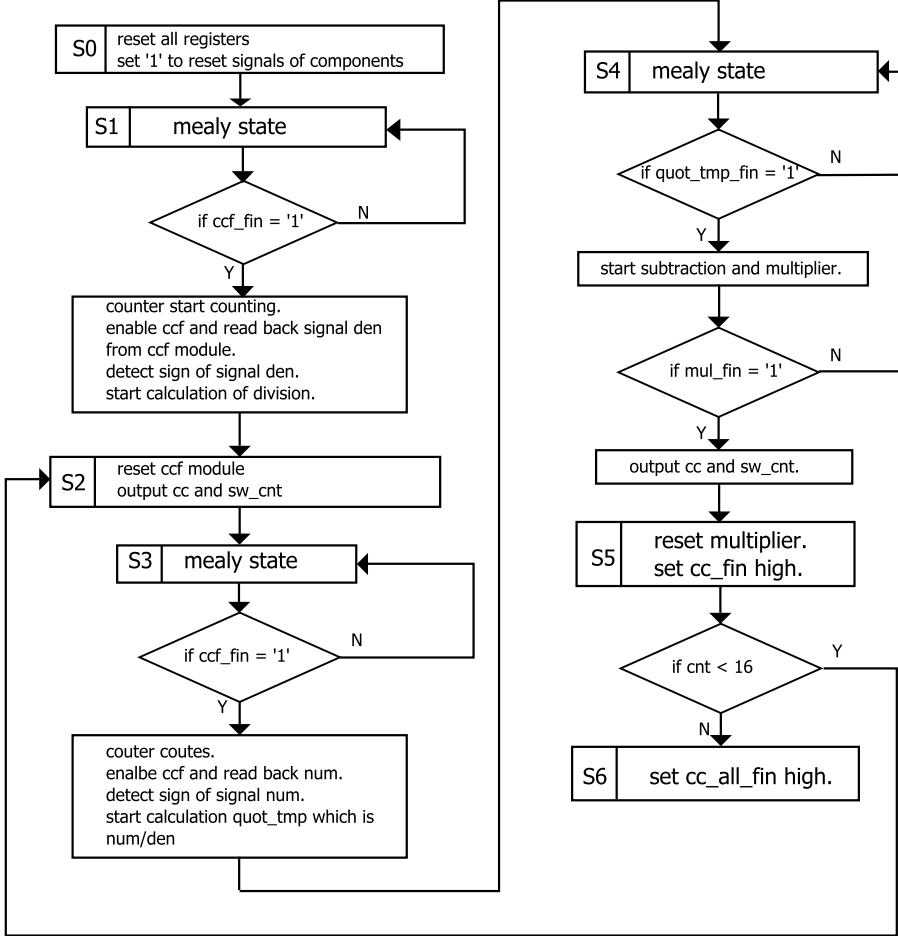 S0
reset all registers
set '1' to reset signals of components
S1
mealy state
if ccf_fin = '1'
N
Y
counter start counting.
enable ccf and read back signal den
from ccf module.
detect sign of signal den.
start calculation of division.
S2
reset ccf module
output cc and sw_cnt
S3
mealy state
if ccf_fin = '1'
N
Y
couter coutes.
enalbe ccf and read back num.
detect sign of signal num.
start calculation quot_tmp which is
num/den
S4
mealy state
if quot_tmp_fin = '1'
N
Y
start subtraction and multiplier.
if mul_fin = '1'
N
Y
output cc and sw_cnt.
S5
reset multiplier.
set cc_fin high.
if cnt < 16
Y
N
S6
set cc_all_fin high.